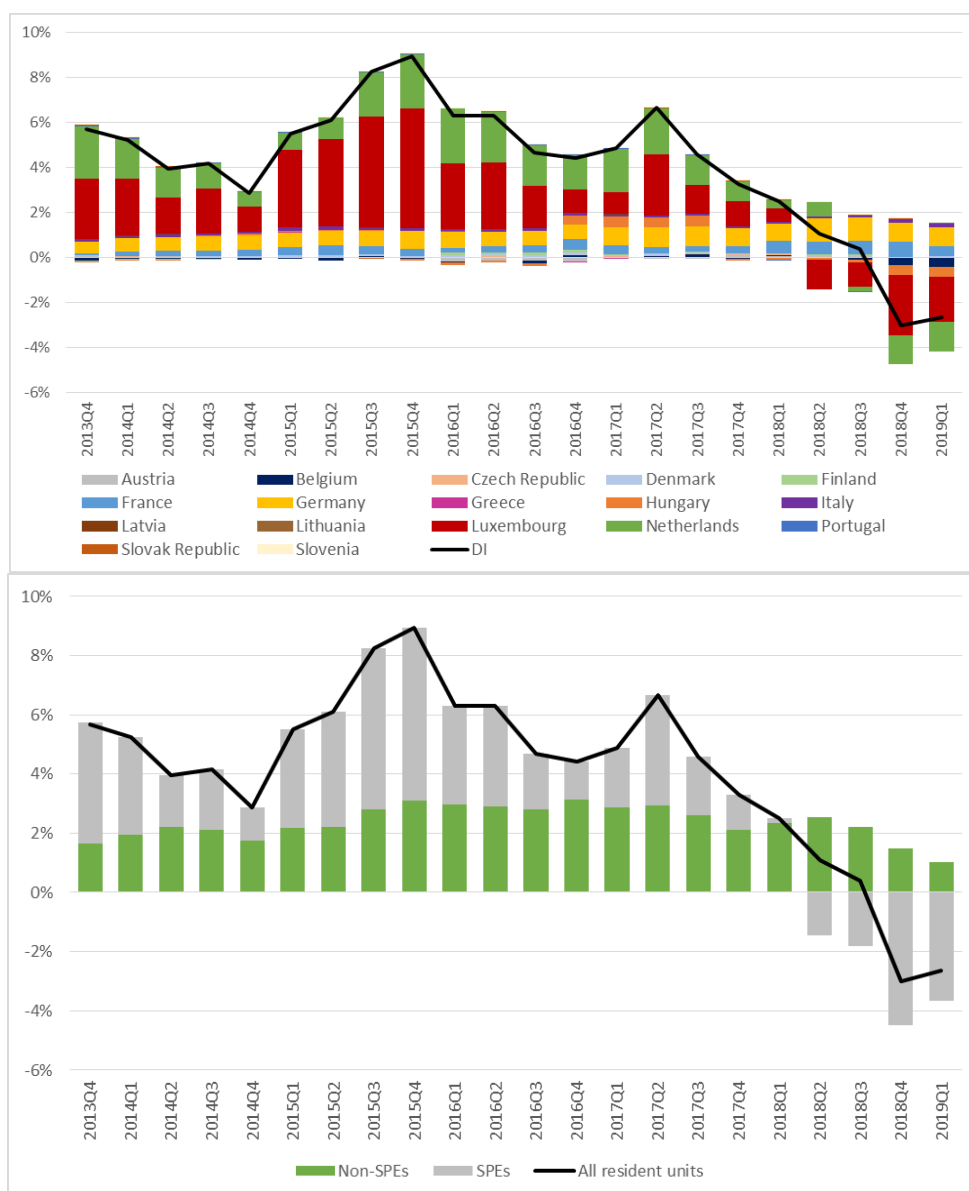 10%
8%
6%
4%
2%
0%
-2%
-4%
-6%
2013Q4 2014Q1 2014Q2 2014Q3 2014Q4 2015Q1 2015Q2 2015Q3 2015Q4 2016Q1 2016Q2 2016Q3 2016Q4 2017Q1 2017Q2 2017Q3 2017Q4 2018Q1 2018Q2 2018Q3 2018Q4 2019Q1
Austria Belgium Czech Republic Denmark Finland
France Germany Greece Hungary Italy
Latvia Lithuania Luxembourg Netherlands Portugal
Slovak Republic Slovenia DI
10%
8%
6%
4%
2%
0%
-2%
-4%
-6%
2013Q4 2014Q1 2014Q2 2014Q3 2014Q4 2015Q1 2015Q2 2015Q3 2015Q4 2016Q1 2016Q2 2016Q3 2016Q4 2017Q1 2017Q2 2017Q3 2017Q4 2018Q1 2018Q2 2018Q3 2018Q4 2019Q1
Non-SPEs SPEs All resident units